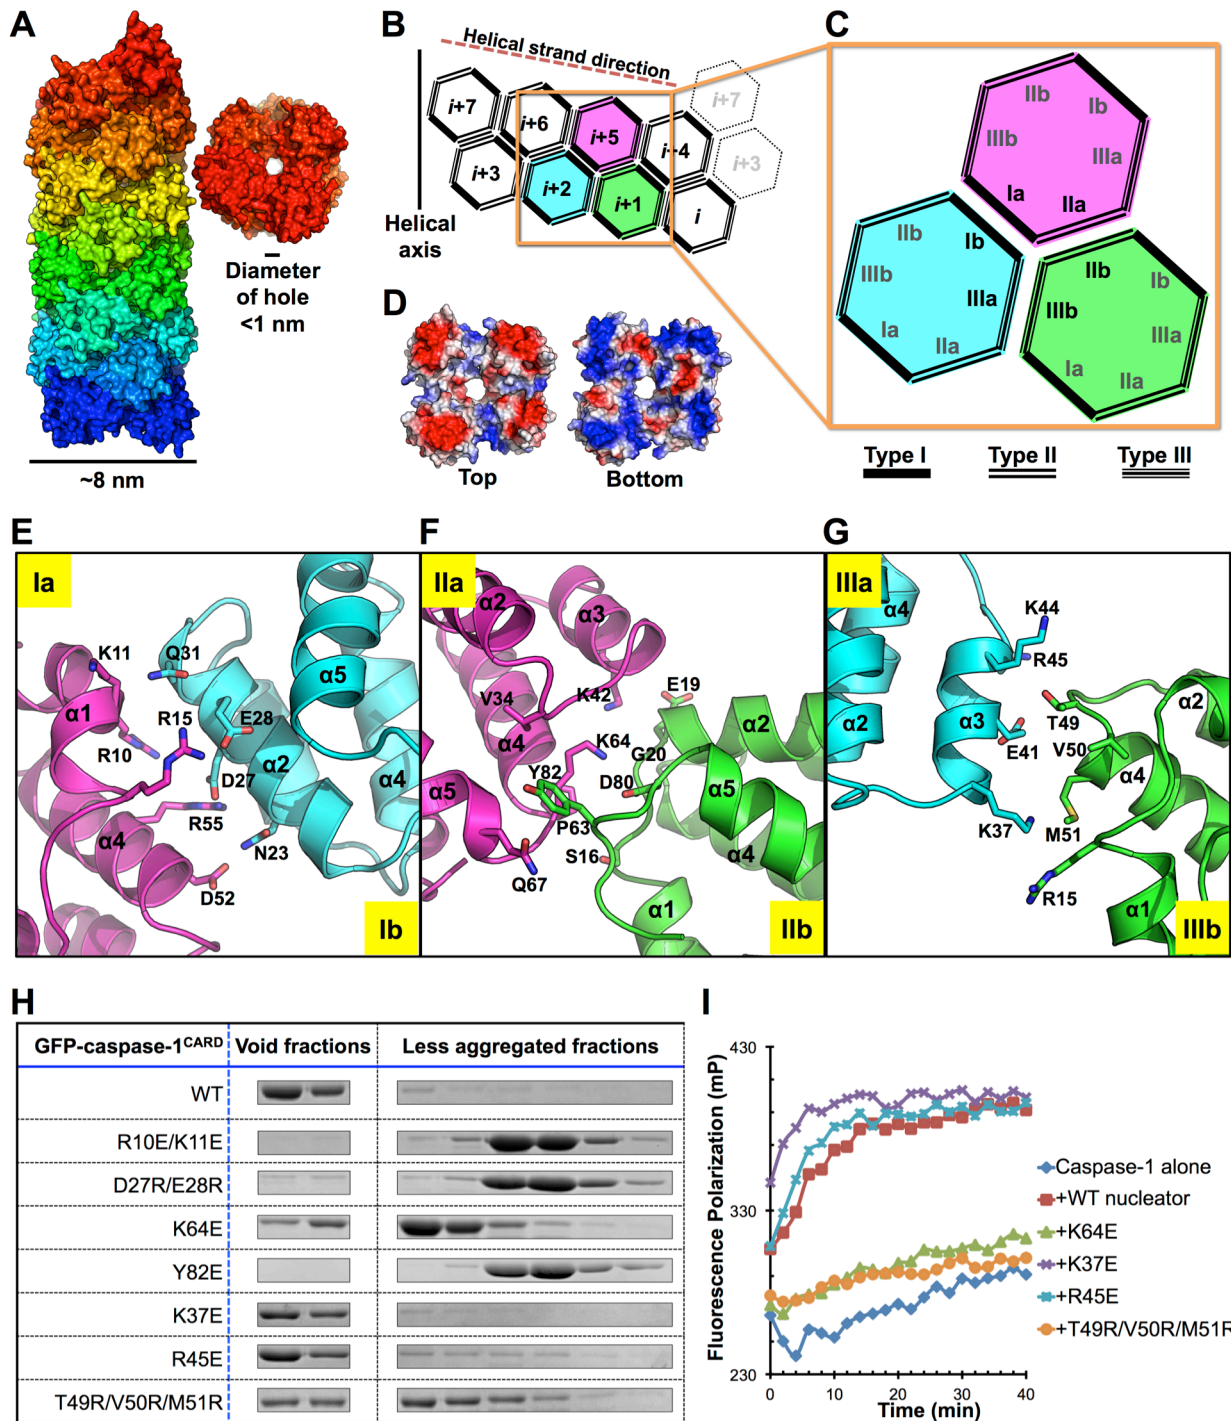 A
Diameter
of hole
<1 nm
~8 nm
B
Helical strand direction
i+7
i+7
i+6
i+5
i+4
i+3
i+3
i+2
i+1
i
Helical
axis
C
IIb
Ib
IIIb
IIIa
Ia
IIa
IIb
Ib
IIIb
IIIa
Ia
IIa
IIb
Ib
IIIb
IIIa
Ia
IIa
Type I
Type II
Type III
D
Top
Bottom
E
Ia
K11
Q31
α1
α5
R15
E28
R10
α2
D27
α4
α4
R55
N23
D52
Ib
F
IIa
α2
α3
V34
K42
E19
α2
α4
K64
G20
Y82
D80
α5
α5
P63
S16
α4
Q67
α1
IIb
G
IIIa
α4
K44
R45
α2
α2
α3
T49
E41
V50
α4
K37
M51
R15
α1
IIIb
H
GFP-caspase-1CARD
Void fractions
Less aggregated fractions
WT
R10E/K11E
D27R/E28R
K64E
Y82E
K37E
R45E
T49R/V50R/M51R
I
Fluorescence Polarization (mP)
430
330
230
0
10
20
30
40
Time (min)
Caspase-1 alone
+WT nucleator
+K64E
+K37E
+R45E
+T49R/V50R/M51R